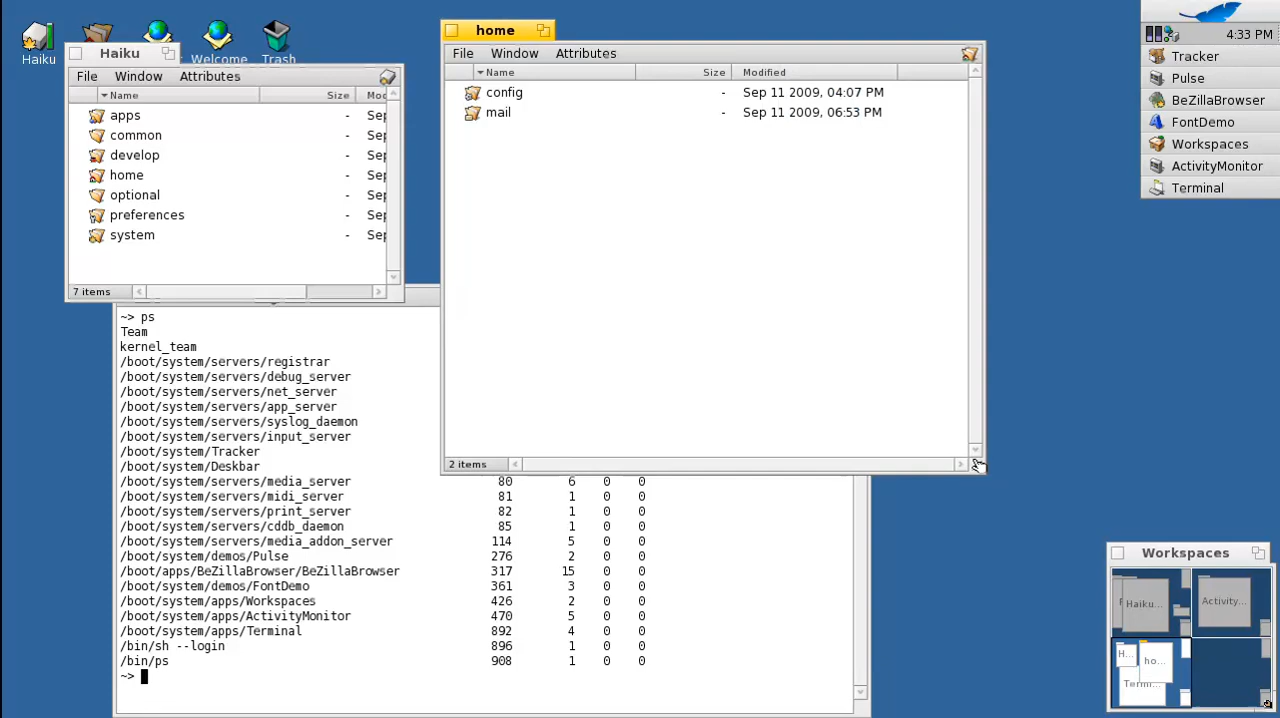 Haiku
Welcome
Trash
Haiku
File Window Attributes
Name Size
apps -
common -
develop -
home -
optional -
preferences -
system -
7 items
home
File Window Attributes
Name Size Modified
config - Sep 11 2009, 04:07 PM
mail - Sep 11 2009, 06:53 PM
2 items
4:33 PM
Tracker
Pulse
BeZillaBrowser
FontDemo
Workspaces
ActivityMonitor
Terminal
~> ps
Team
kernel_team
/boot/system/servers/registrar
/boot/system/servers/debug_server
/boot/system/servers/net_server
/boot/system/servers/app_server
/boot/system/servers/syslog_daemon
/boot/system/servers/input_server
/boot/system/Tracker
/boot/system/Deskbar
/boot/system/servers/media_server 80 6 0 0
/boot/system/servers/midi_server 81 1 0 0
/boot/system/servers/print_server 82 1 0 0
/boot/system/servers/cddb_daemon 85 1 0 0
/boot/system/servers/media_addon_server 114 5 0 0
/boot/system/demos/Pulse 276 2 0 0
/boot/apps/BeZillaBrowser/BeZillaBrowser 317 15 0 0
/boot/system/demos/FontDemo 361 3 0 0
/boot/system/apps/Workspaces 426 2 0 0
/boot/system/apps/ActivityMonitor 470 5 0 0
/boot/system/apps/Terminal 892 4 0 0
/bin/sh --login 896 1 0 0
/bin/ps 908 1 0 0
~>
Workspaces
Haiku...
Activity...
H...
ho...
Termi...